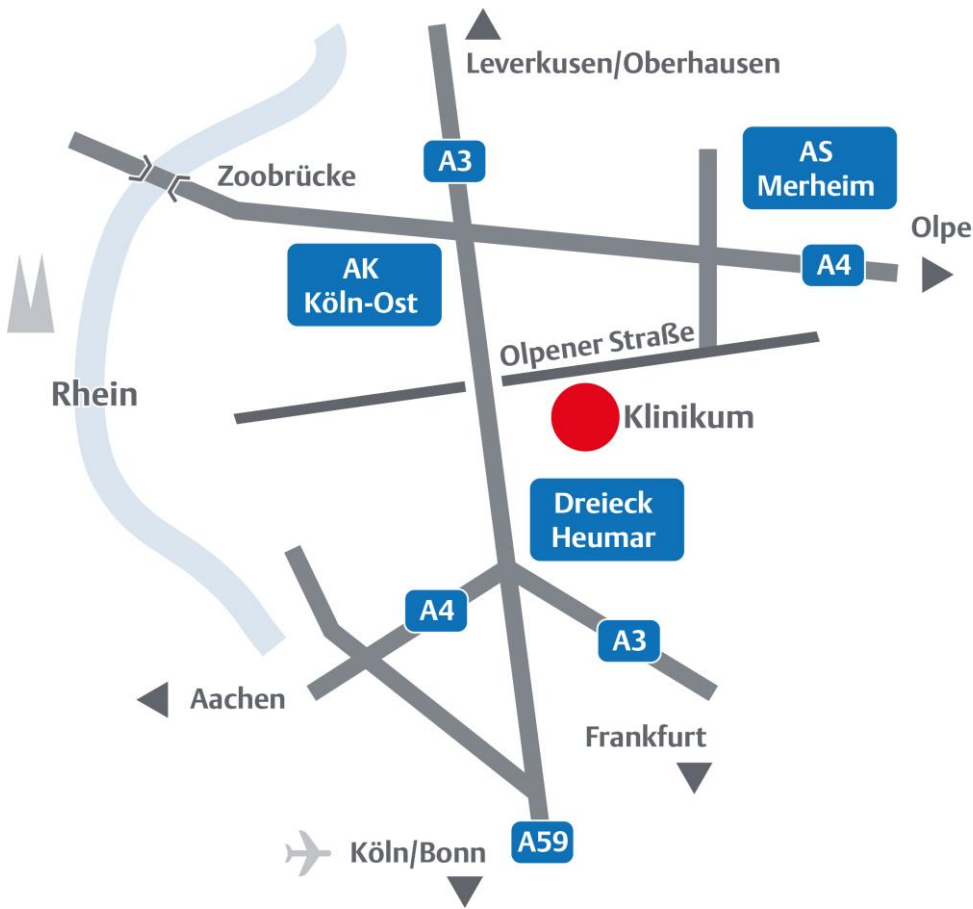 Leverkusen/Oberhausen
A3
AS
Merheim
Zoobrücke
Olpe
A4
AK
Köln-Ost
Olpener Straße
Rhein
Klinikum
Dreieck
Heumar
A4
A3
Aachen
Frankfurt
Köln/Bonn
A59